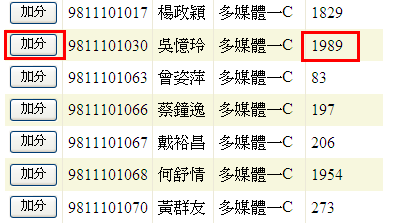 加分 9811101017 楊政穎 多媒體一C 1829
加分 9811101030 吳憶玲 多媒體一C 1989
加分 9811101063 曾姿萍 多媒體一C 83
加分 9811101066 蔡鐘逸 多媒體一C 197
加分 9811101067 戴裕昌 多媒體一C 206
加分 9811101068 何舒情 多媒體一C 1954
加分 9811101070 黃群友 多媒體一C 273